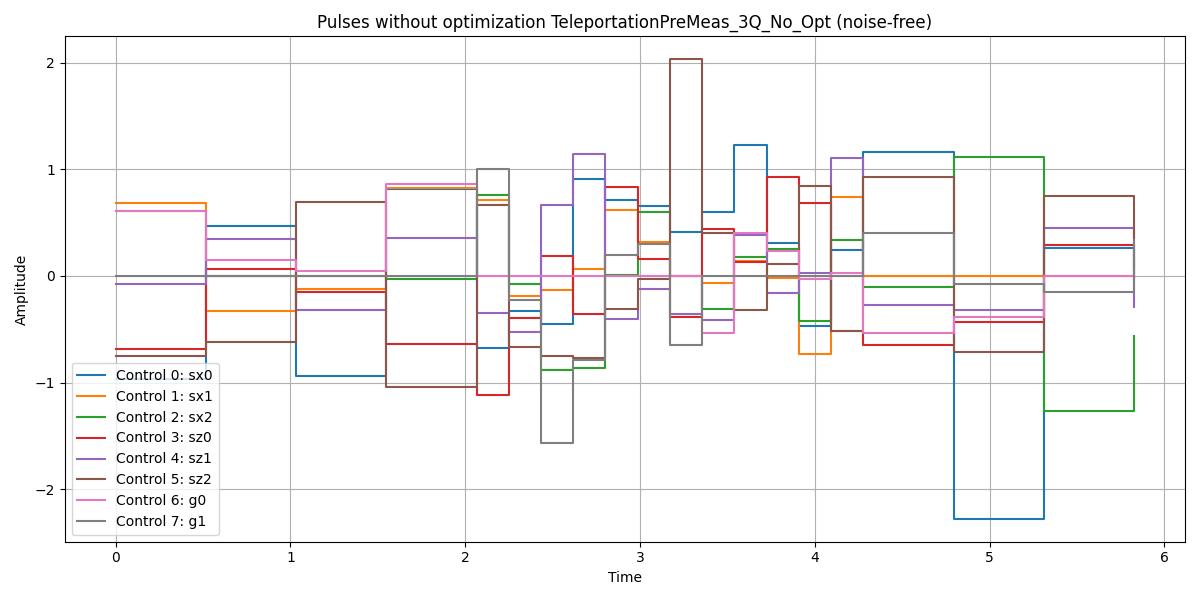 Pulses without optimization TeleportationPreMeas_3Q_No_Opt (noise-free)
Amplitude
2
1
0
−1
−2
Control 0: sx0
Control 1: sx1
Control 2: sx2
Control 3: sz0
Control 4: sz1
Control 5: sz2
Control 6: g0
Control 7: g1
0 1 2 3 4 5 6
Time